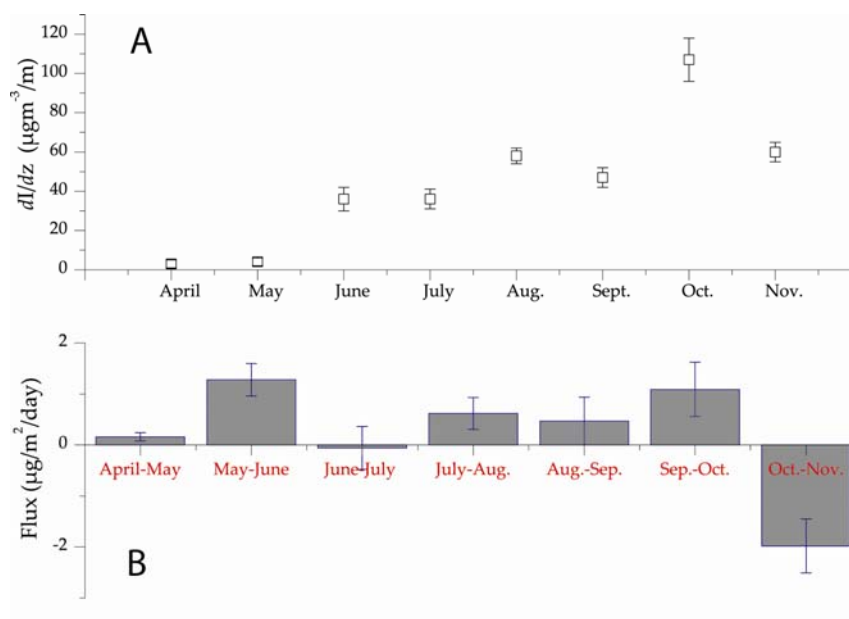 A
dI/dz (µgm⁻³/m)
120
100
80
60
40
20
0
April May June July Aug. Sept. Oct. Nov.
Flux (µg/m²/day)
2
0
-2
April-May May-June June-July July-Aug. Aug.-Sep. Sep.-Oct. Oct.-Nov.
B